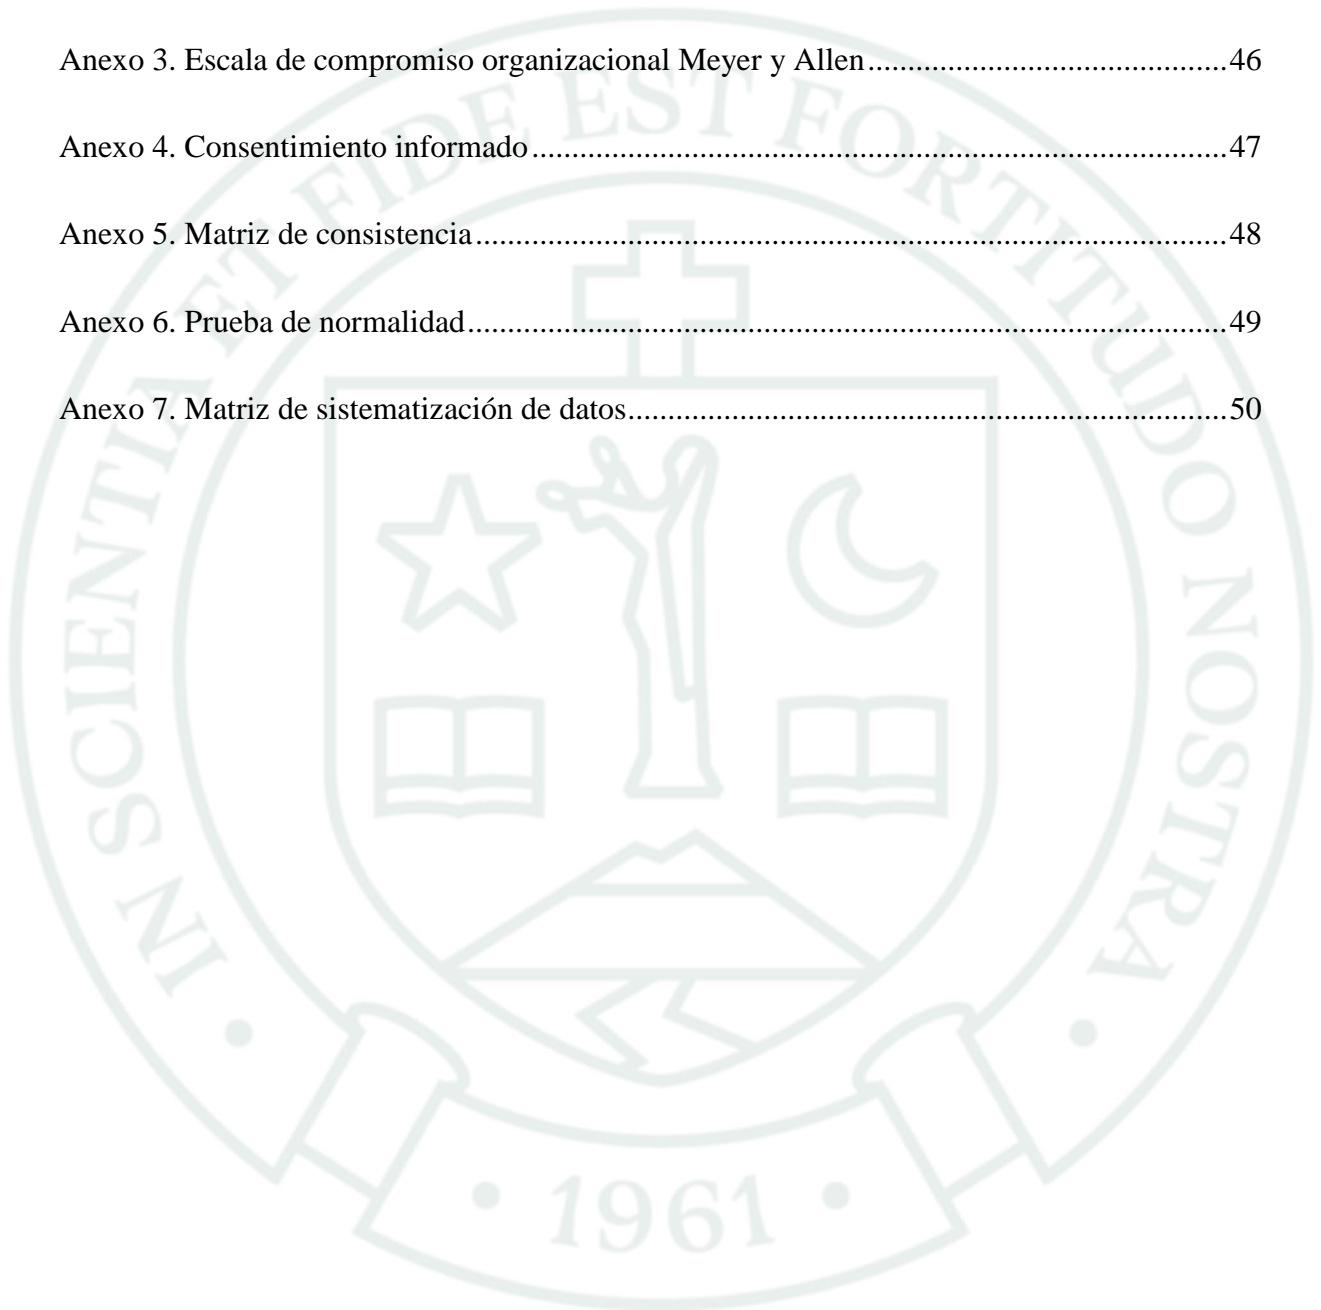 Anexo 3. Escala de compromiso organizacional Meyer y Allen............................................46
Anexo 4. Consentimiento informado.....................................................................................47
Anexo 5. Matriz de consistencia............................................................................................48
Anexo 6. Prueba de normalidad.............................................................................................49
Anexo 7. Matriz de sistematización de datos.........................................................................50
• IN SCIENTIA ET FIDE EST FORTITUDO NOSTRA •
• 1961 •